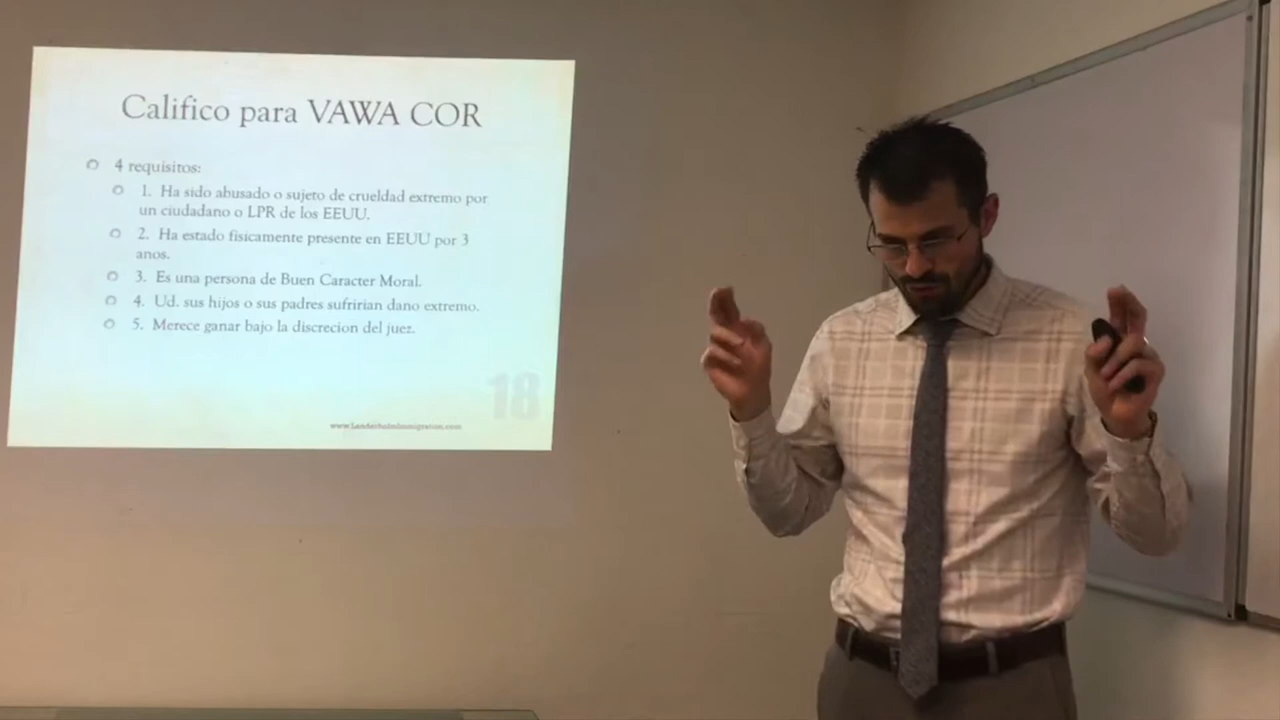 Califico para VAWA COR
4 requisitos:
1. Ha sido abusado o sujeto de crueldad extremo por
un ciudadano o LPR de los EEUU.
2. Ha estado fisicamente presente en EEUU por 3
anos.
3. Es una persona de Buen Caracter Moral.
4. Ud. sus hijos o sus padres sufririan dano extremo.
5. Merece ganar bajo la discrecion del juez.
18
www.LanderholmImmigration.com